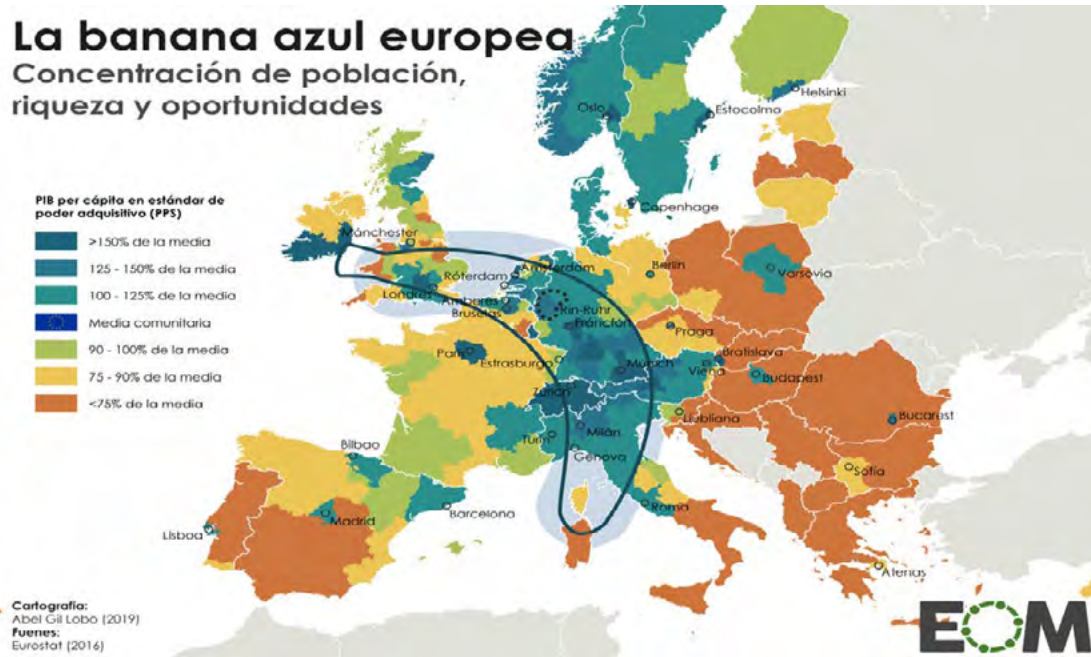 La banana azul europea
Concentración de población,
riqueza y oportunidades
PIB per cápita en estándar de
poder adquisitivo (PPS)
>150% de la media
125 - 150% de la media
100 - 125% de la media
Media comunitaria
90 - 100% de la media
75 - 90% de la media
<75% de la media
Oslo
Helsinki
Estocolmo
Copenhage
Mánchester
Róterdam
Ámsterdam
Londres
Amberes
Bruselas
Berlín
Varsovia
Rin-Ruhr
Fráncfort
Praga
París
Estrasburgo
Múnich
Viena
Bratislava
Budapest
Zúrich
Liubliana
Turín
Milán
Génova
Bucarest
Bilbao
Sofía
Madrid
Barcelona
Roma
Lisboa
Atenas
Cartografía:
Abel Gil Lobo (2019)
Fuenes:
Eurostat (2016)
EOM